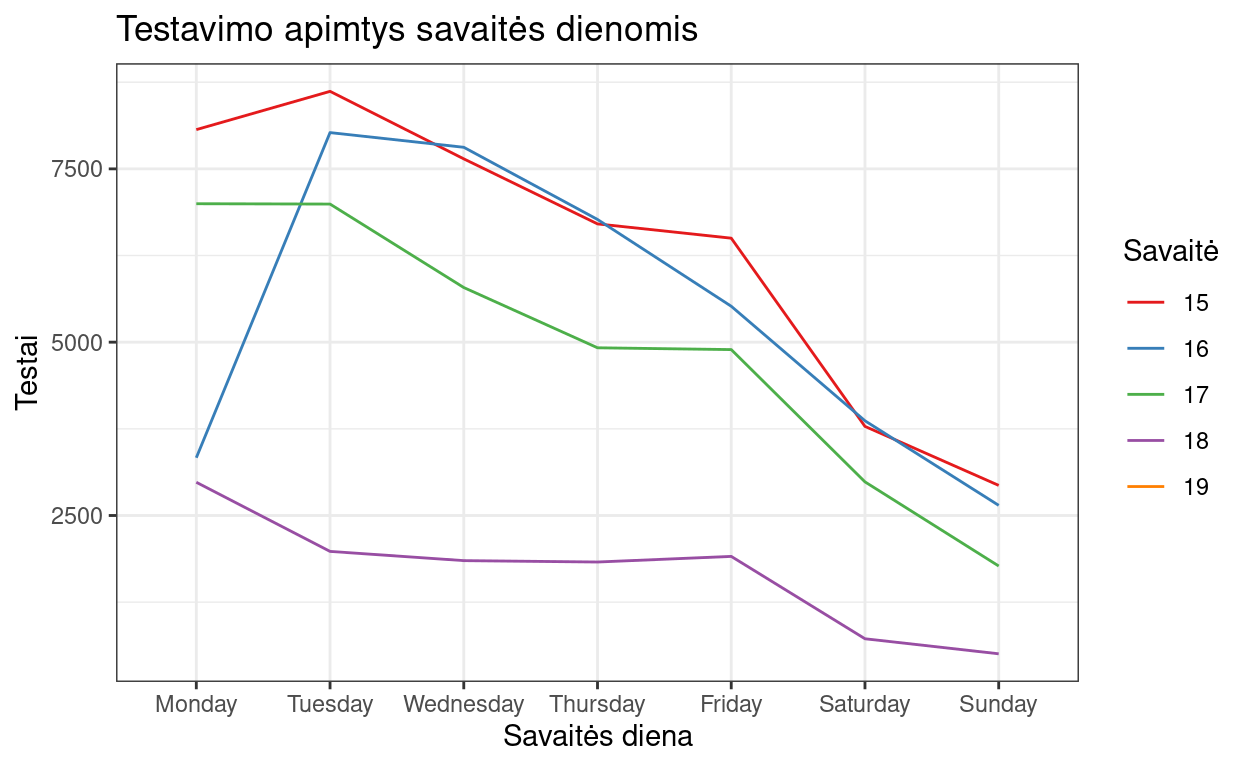 Testavimo apimtys savaitės dienomis
Testai
7500
5000
2500
Monday Tuesday Wednesday Thursday Friday Saturday Sunday
Savaitės diena
Savaitė
15
16
17
18
19